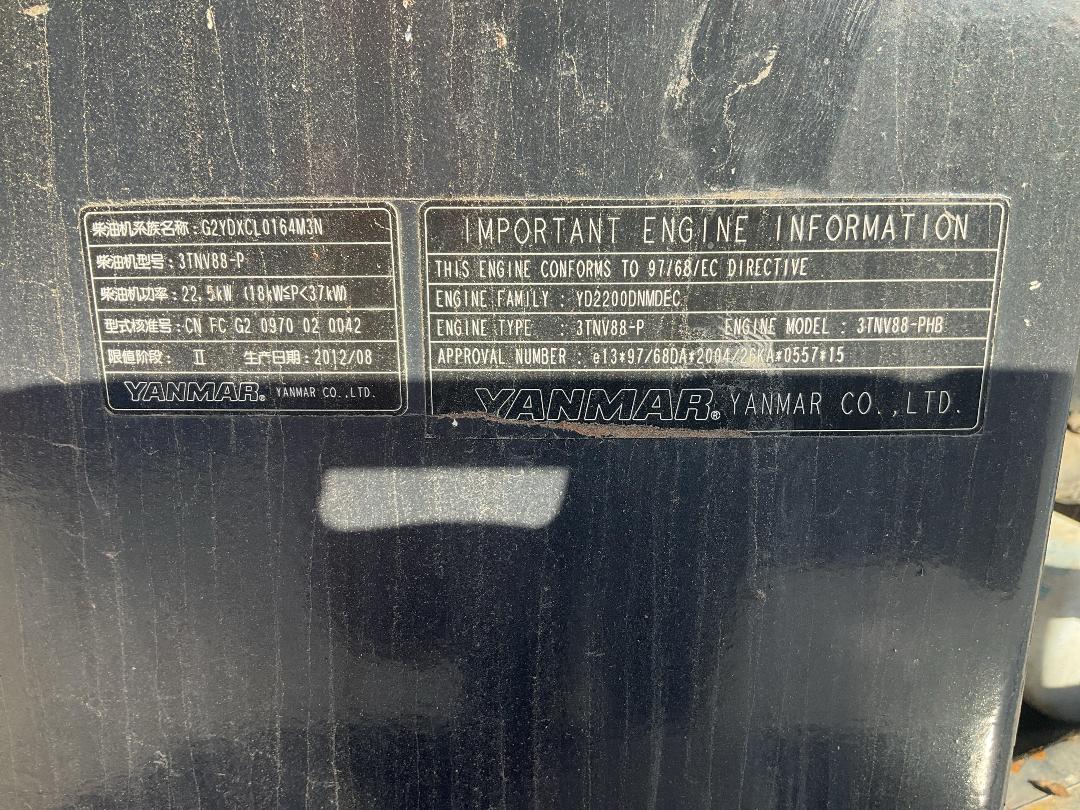 柴油机系族名称:G2YDXCL0164M3N
柴油机型号:3TNV88-P
柴油机功率:22.5kW (18kW≤P<37kW)
型式核准号:CN FC G2 0970 02 0042
限值阶段: Ⅱ 生产日期:2012/08
YANMAR® YANMAR CO.,LTD.
IMPORTANT ENGINE INFORMATION
THIS ENGINE CONFORMS TO 97/68/EC DIRECTIVE
ENGINE FAMILY : YD2200DNMDEC
ENGINE TYPE : 3TNV88-P ENGINE MODEL : 3TNV88-PHB
APPROVAL NUMBER : e13*97/68DA*2004/26KA*0557*15
YANMAR® YANMAR CO.,LTD.